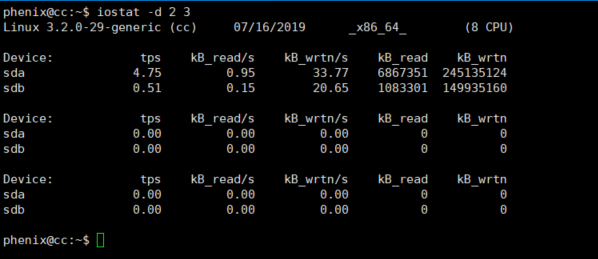 phenix@cc:~$ iostat -d 2 3
Linux 3.2.0-29-generic (cc)     07/16/2019      _x86_64_        (8 CPU)
Device:            tps    kB_read/s    kB_wrtn/s    kB_read    kB_wrtn
sda               4.75         0.95        33.77    6867351  245135124
sdb               0.51         0.15        20.65    1083301  149935160
Device:            tps    kB_read/s    kB_wrtn/s    kB_read    kB_wrtn
sda               0.00         0.00         0.00          0          0
sdb               0.00         0.00         0.00          0          0
Device:            tps    kB_read/s    kB_wrtn/s    kB_read    kB_wrtn
sda               0.00         0.00         0.00          0          0
sdb               0.00         0.00         0.00          0          0
phenix@cc:~$